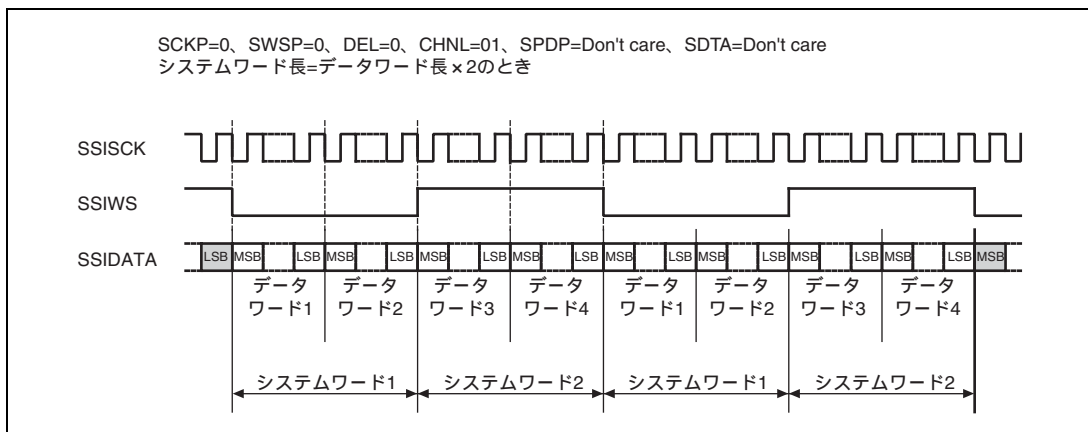 SCKP=0、SWSP=0、DEL=0、CHNL=01、SPDP=Don't care、SDTA=Don't care
システムワード長=データワード長×2のとき
SSISCK
SSIWS
SSIDATA
LSB MSB LSB MSB LSB MSB LSB MSB LSB MSB LSB MSB LSB MSB LSB MSB LSB MSB
データ データ データ データ データ データ データ データ
ワード1 ワード2 ワード3 ワード4 ワード1 ワード2 ワード3 ワード4
システムワード1 システムワード2 システムワード1 システムワード2